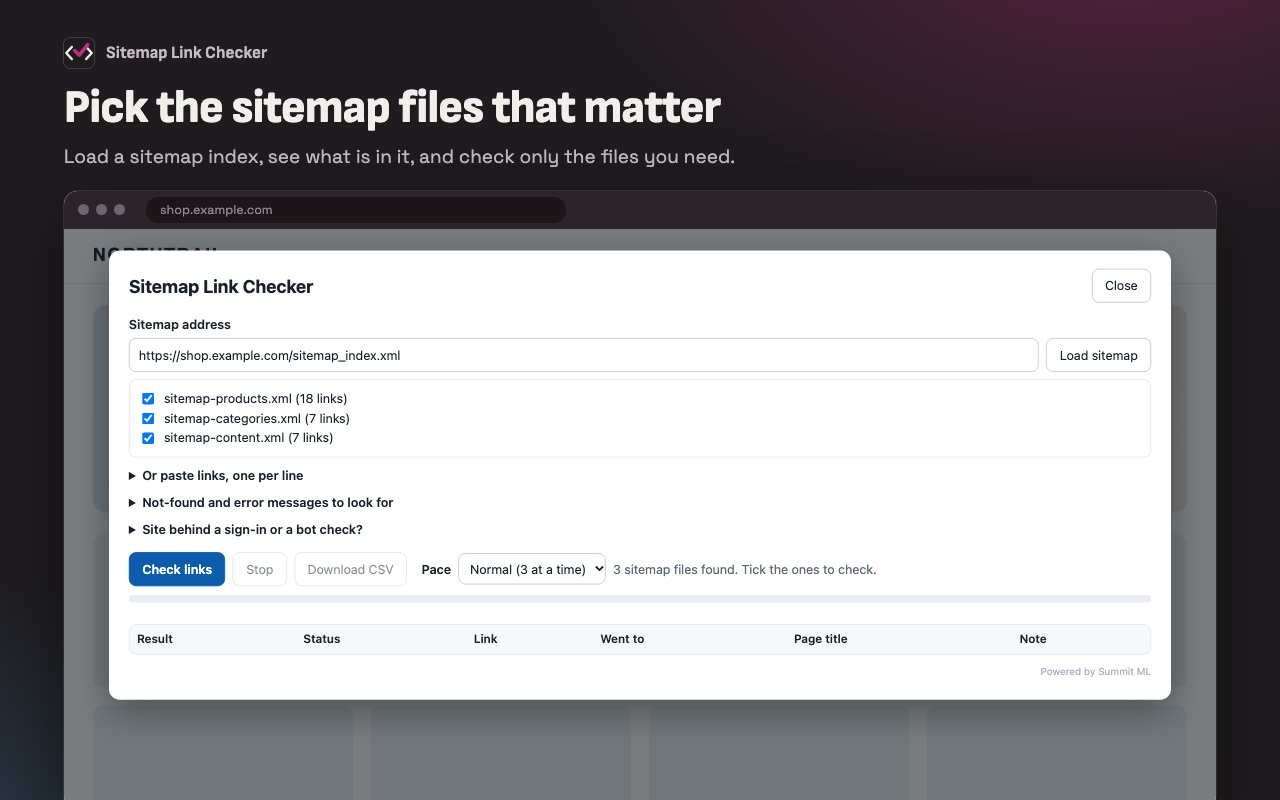 Sitemap Link Checker
Pick the sitemap files that matter
Load a sitemap index, see what is in it, and check only the files you need.
shop.example.com
Sitemap Link Checker
Close
Sitemap address
https://shop.example.com/sitemap_index.xml
Load sitemap
sitemap-products.xml (18 links)
sitemap-categories.xml (7 links)
sitemap-content.xml (7 links)
Or paste links, one per line
Not-found and error messages to look for
Site behind a sign-in or a bot check?
Check links Stop Download CSV Pace Normal (3 at a time) 3 sitemap files found. Tick the ones to check.
Result Status Link Went to Page title Note
Powered by Summit ML